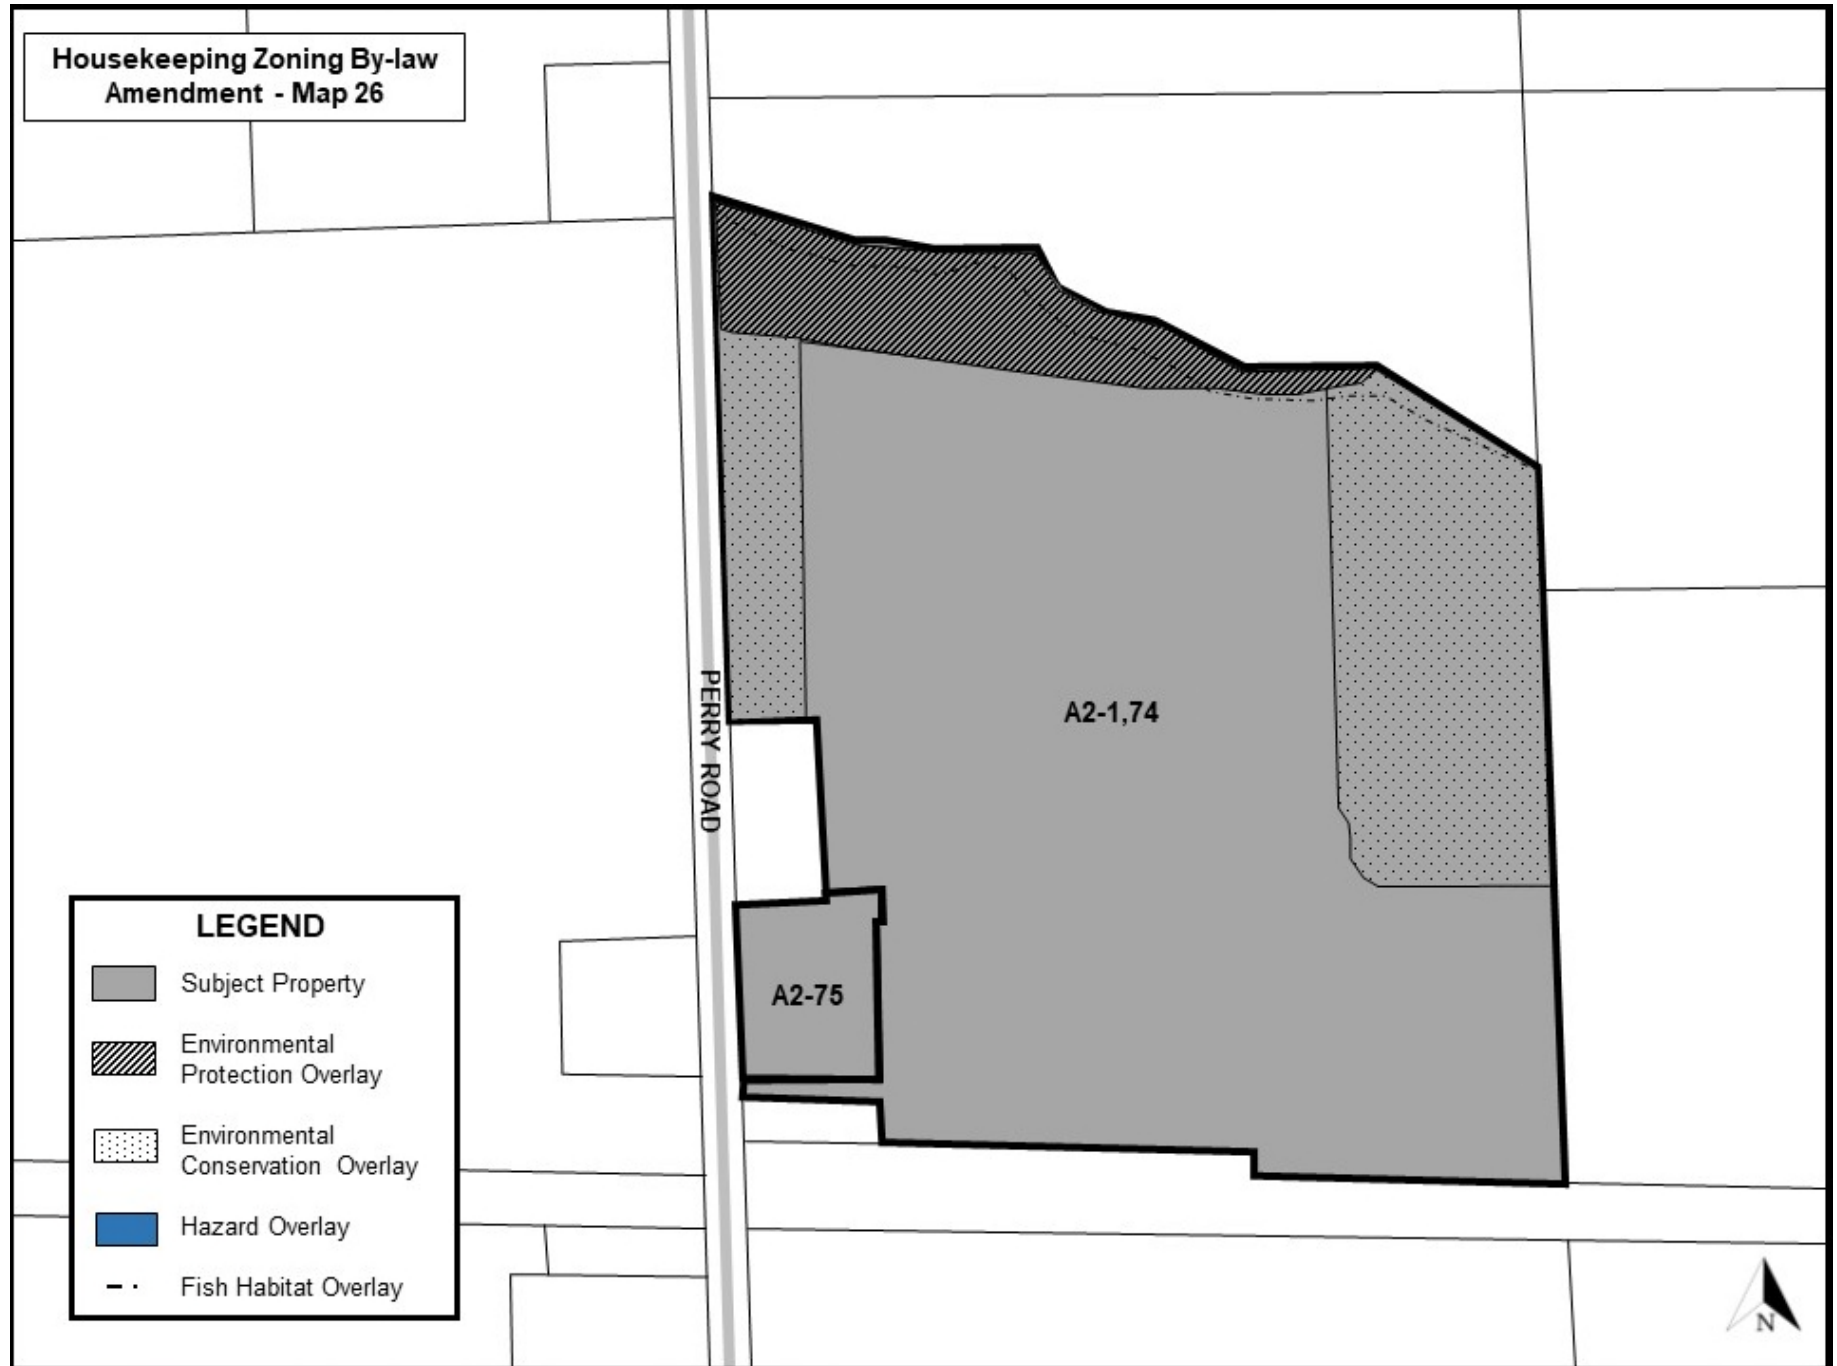 Housekeeping Zoning By-law
Amendment - Map 26
PERRY ROAD
A2-1,74
A2-75
LEGEND
Subject Property
Environmental
Protection Overlay
Environmental
Conservation Overlay
Hazard Overlay
Fish Habitat Overlay
N